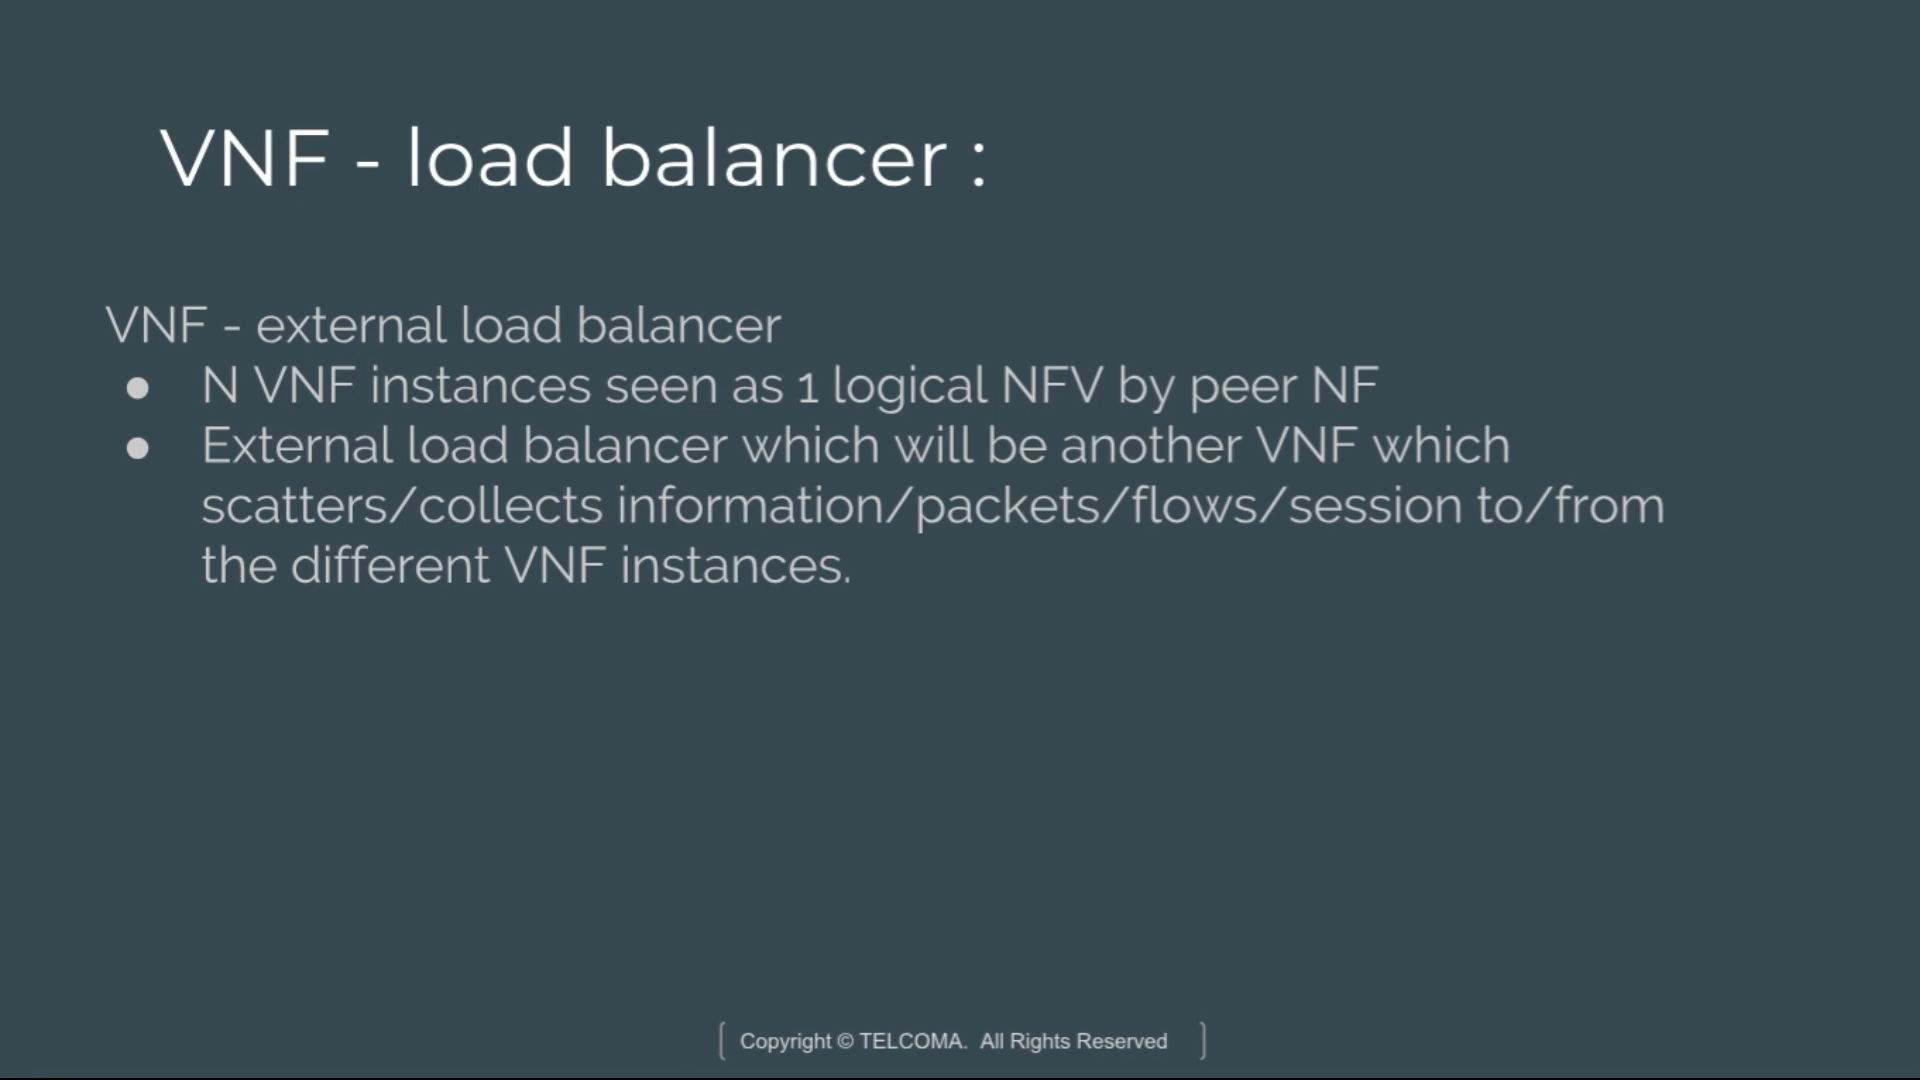 VNF - load balancer :
VNF - external load balancer
● N VNF instances seen as 1 logical NFV by peer NF
● External load balancer which will be another VNF which
scatters/collects information/packets/flows/session to/from
the different VNF instances.
Copyright © TELCOMA. All Rights Reserved